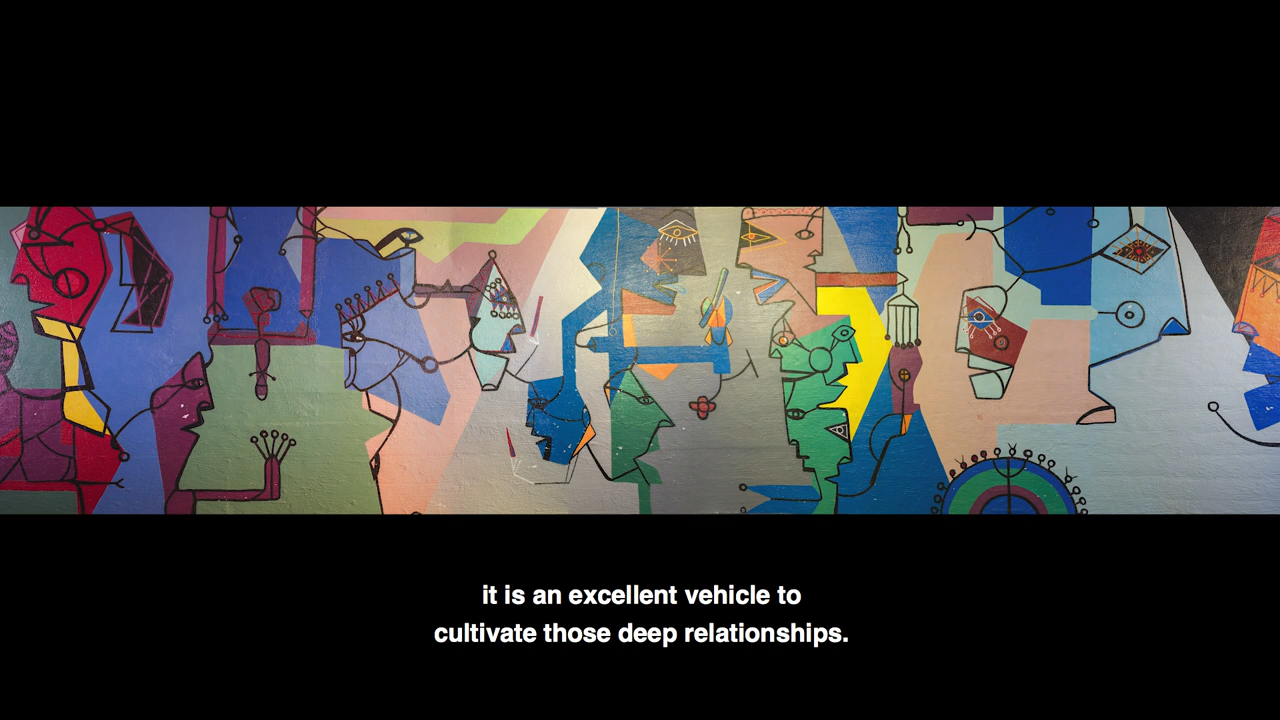 it is an excellent vehicle to
cultivate those deep relationships.